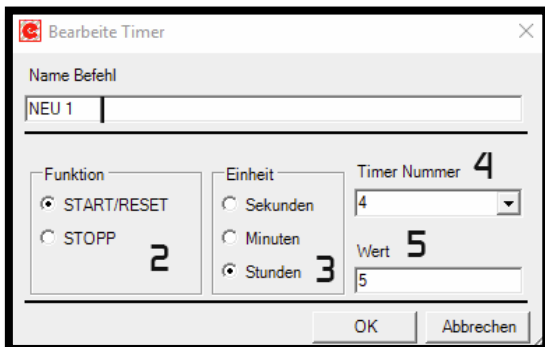 Bearbeite Timer
Name Befehl
NEU 1
Funktion
START/RESET
STOPP
2
Einheit
Sekunden
Minuten
Stunden
3
Timer Nummer 4
4
Wert 5
5
OK Abbrechen